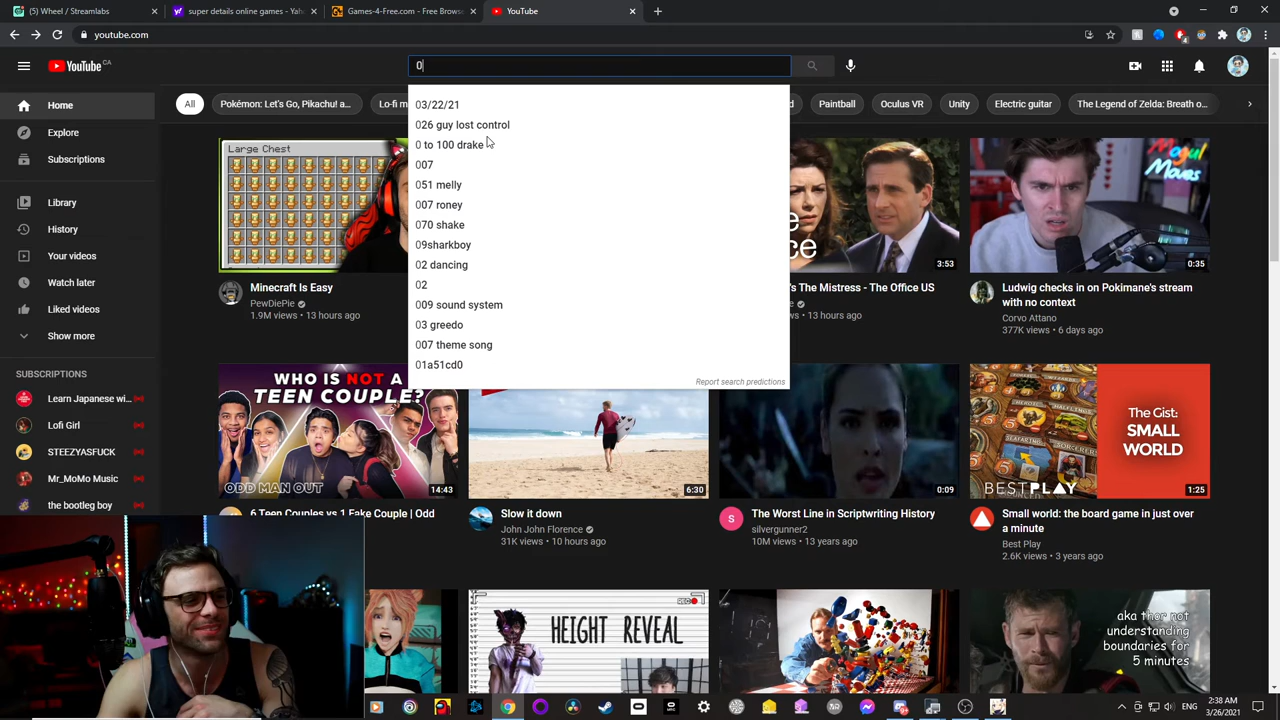 (5) Wheel / Steelseries
super details online games - Yah
Games-4-Free.com - Free Brows
YouTube
youtube.com
YouTube CA
0
Home
Explore
Subscriptions
Library
History
Your videos
Watch later
Liked videos
Show more
SUBSCRIPTIONS
Learn Japanese wi...
Lofi Girl
STEEZYASFUCK
Mr_MoMo Music
the bootleg boy
All
Pokémon: Let's Go, Pikachu! a...
Lo-fi m
d
Paintball
Oculus VR
Unity
Electric guitar
The Legend of Zelda: Breath o...
03/22/21
026 guy lost control
0 to 100 drake
007
051 melly
007 roney
070 shake
09sharkboy
02 dancing
02
009 sound system
03 greedo
007 theme song
01a51cd0
Report search predictions
Large Chest
Minecraft Is Easy
PewDiePie
1.9M views • 13 hours ago
ce
3:53
's The Mistress - The Office US
13 hours ago
Mogul
Moves
0:35
Ludwig checks in on Pokimane's stream
with no context
Corvo Attano
377K views • 6 days ago
WHO IS NOT A
TEEN COUPLE?
ODD MAN OUT
14:43
6 Teen Couples vs 1 Fake Couple | Odd
6:30
Slow it down
John John Florence
31K views • 10 hours ago
0:09
S
The Worst Line in Scriptwriting History
silvergunner2
10M views • 13 years ago
The Gist:
SMALL
WORLD
BEST PLAY
1:25
Small world: the board game in just over
a minute
Best Play
2.6K views • 3 years ago
REC
HEIGHT REVEAL
aka thor not
understanding
boundaries for
5 minutes
2:38 AM
3/26/2021
ENG